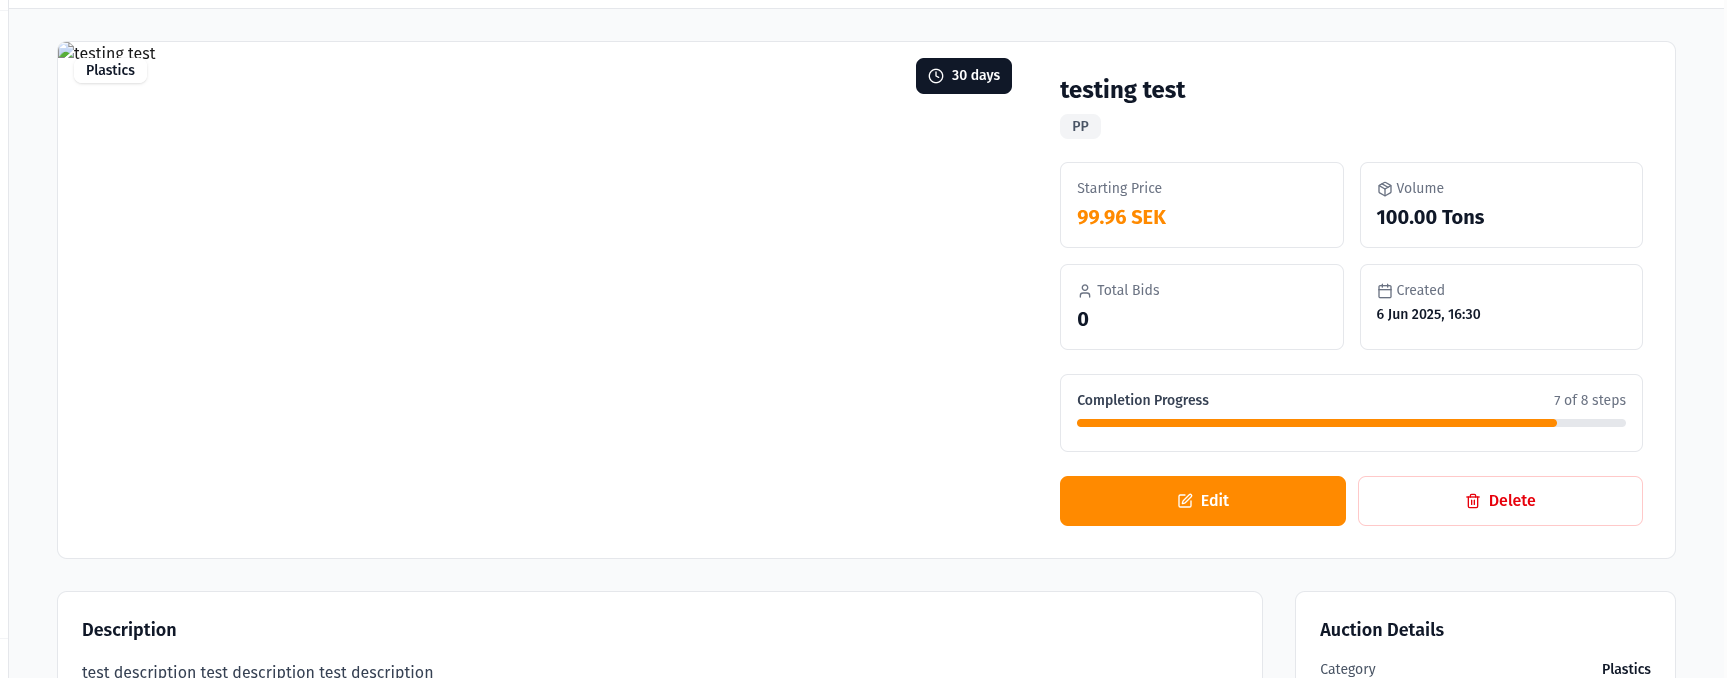 testing test
Plastics
30 days
testing test
PP
Starting Price
99.96 SEK
Volume
100.00 Tons
Total Bids
0
Created
6 Jun 2025, 16:30
Completion Progress
7 of 8 steps
Edit
Delete
Description
test description test description test description
Auction Details
Category
Plastics